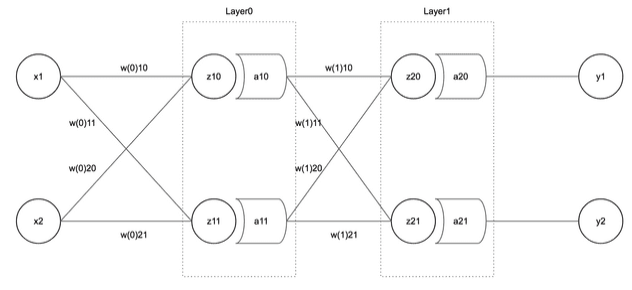 Layer0
Layer1
w(0)10
w(1)10
x1
z10
a10
z20
a20
y1
w(0)11
w(1)11
w(0)20
w(1)20
x2
z11
a11
z21
a21
y2
w(0)21
w(1)21